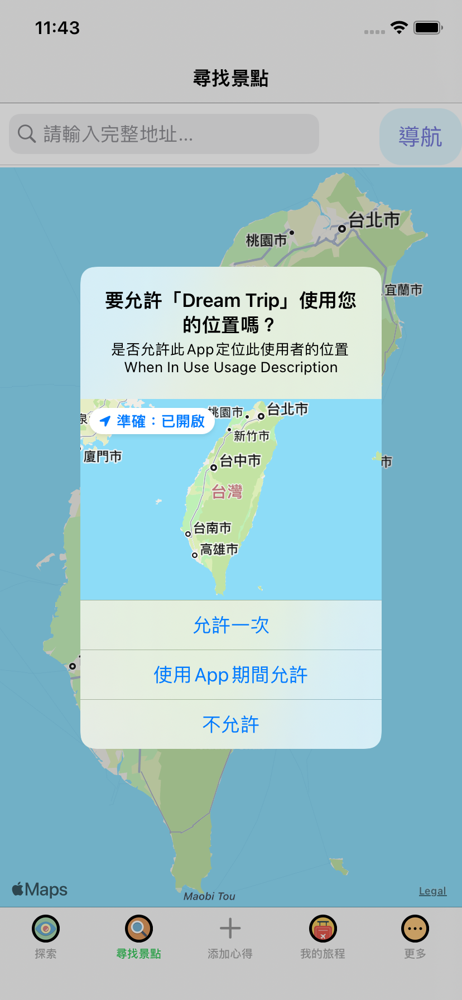 11:43
尋找景點
請輸入完整地址...
導航
台北市
桃園市
宜蘭市
要允許「Dream Trip」使用您
的位置嗎？
是否允許此App定位此使用者的位置
When In Use Usage Description
準確：已開啟
桃園市
台北市
泉
新竹市
廈門市
台中市
市
台灣
台南市
高雄市
允許一次
使用App期間允許
不允許
Maps
Maobi Tou
Legal
探索
尋找景點
添加心得
我的旅程
更多